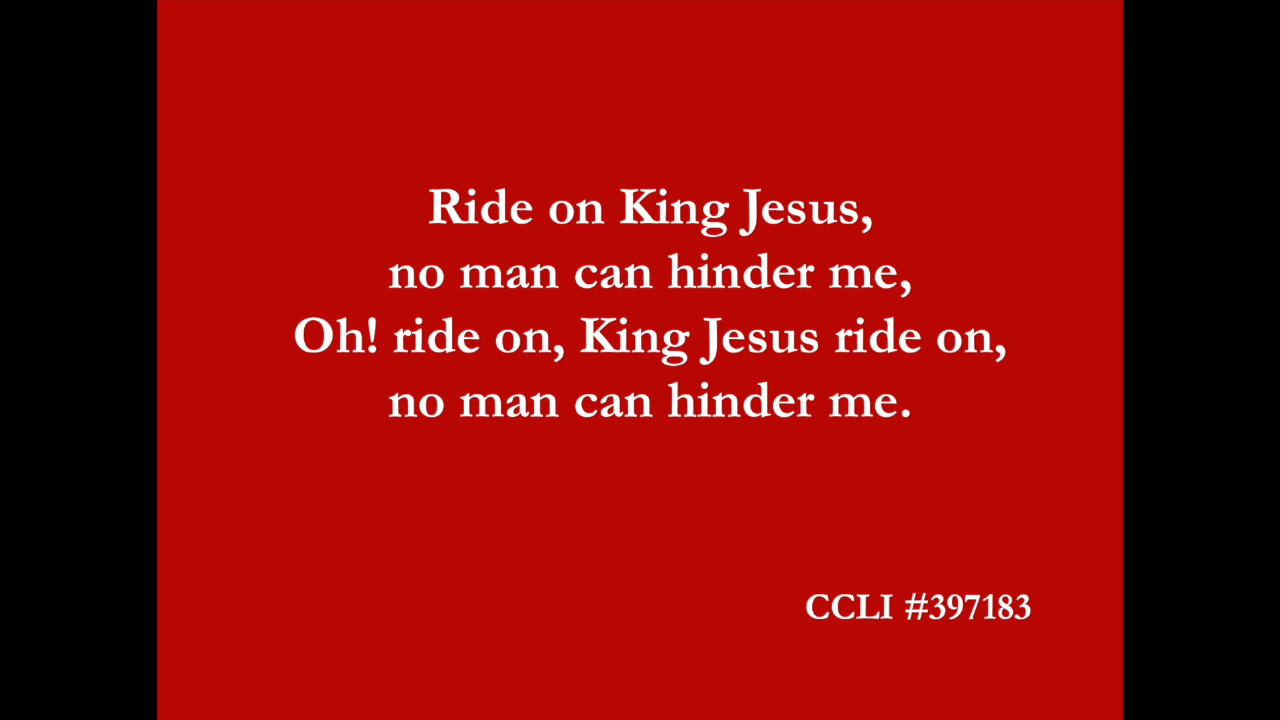 Ride on King Jesus,
no man can hinder me,
Oh! ride on, King Jesus ride on,
no man can hinder me.
CCLI #397183